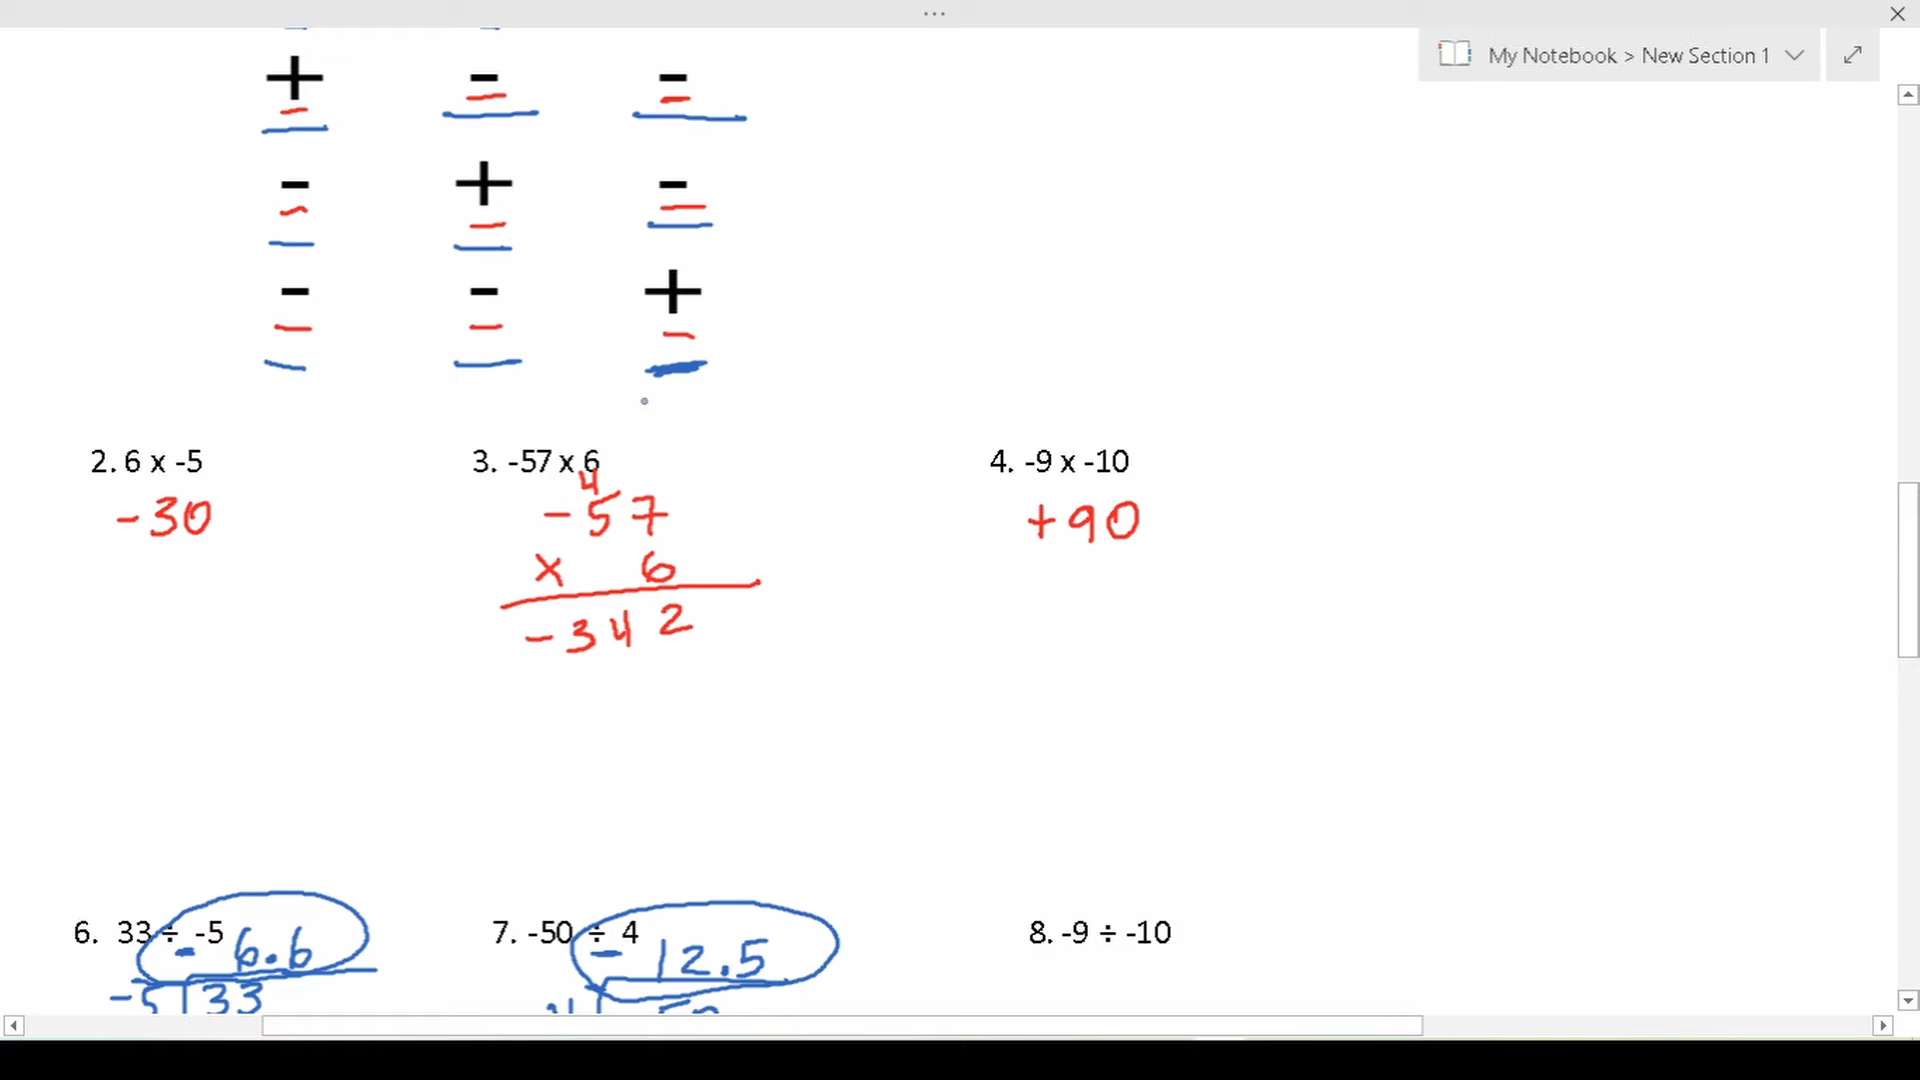 ...
My Notebook > New Section 1
+ - -
- + -
- - +
2. 6 x -5
-30
3. -57 x 6
4
-57
x 6
-342
4. -9 x -10
+90
6. 33 ÷ -5
- 6.6
-5 33
7. -50 ÷ 4
- 12.5
8. -9 ÷ -10